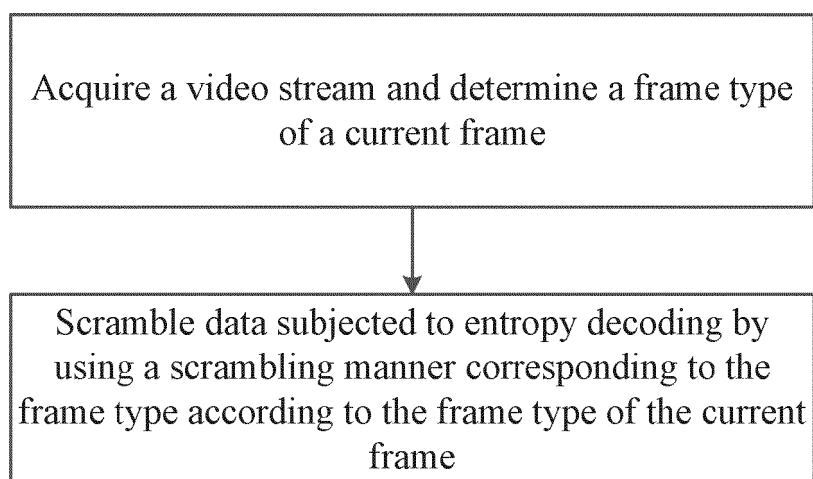 Acquire a video stream and determine a frame type
of a current frame
Scramble data subjected to entropy decoding by
using a scrambling manner corresponding to the
frame type according to the frame type of the current
frame